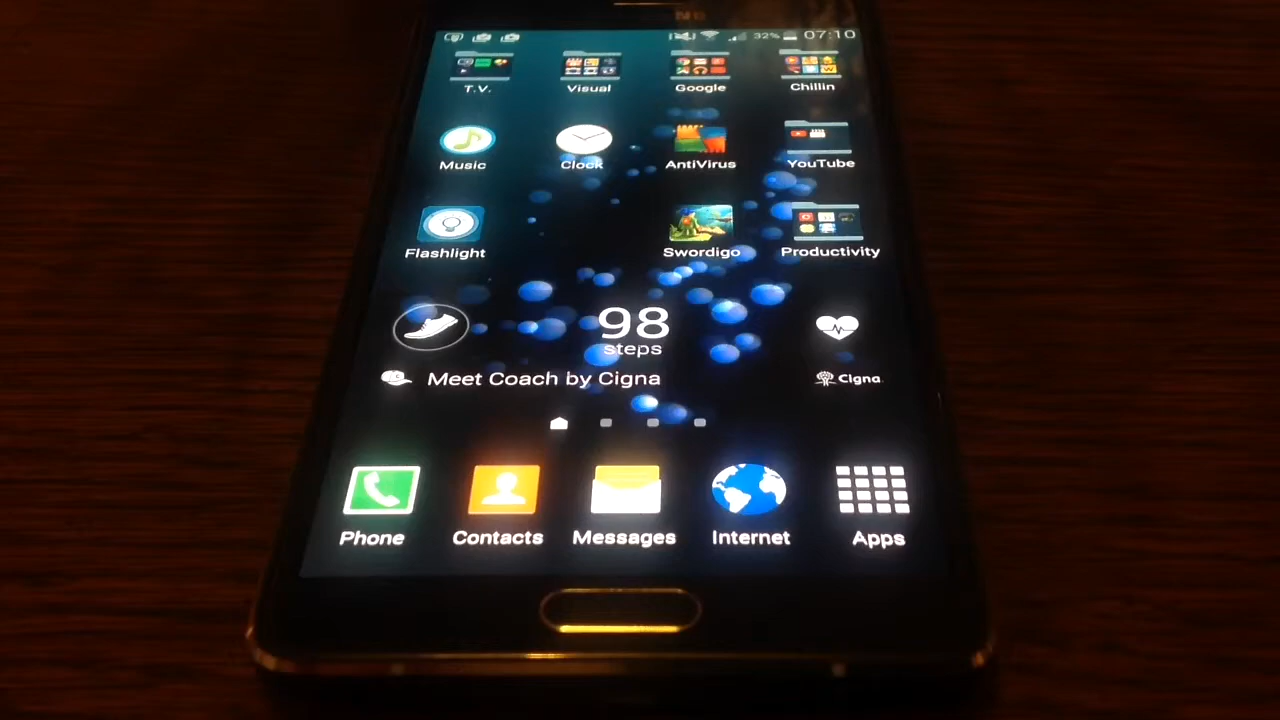 32% 07:10
T.V. Visual Google Chillin
Music Clock AntiVirus YouTube
Flashlight Swordigo Productivity
98
steps
Meet Coach by Cigna Cigna
Phone Contacts Messages Internet Apps